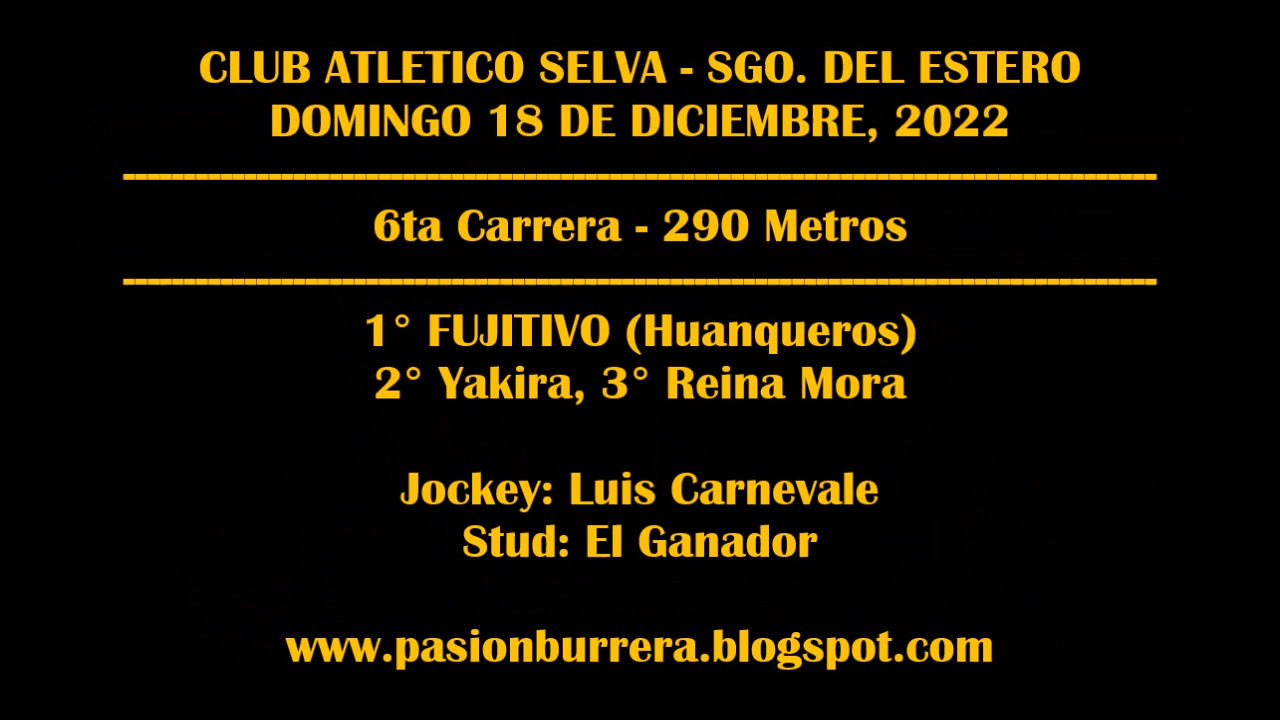 CLUB ATLETICO SELVA - SGO. DEL ESTERO
DOMINGO 18 DE DICIEMBRE, 2022
6ta Carrera - 290 Metros
1° FUJITIVO (Huanqueros)
2° Yakira, 3° Reina Mora
Jockey: Luis Carnevale
Stud: El Ganador
www.pasionburrera.blogspot.com